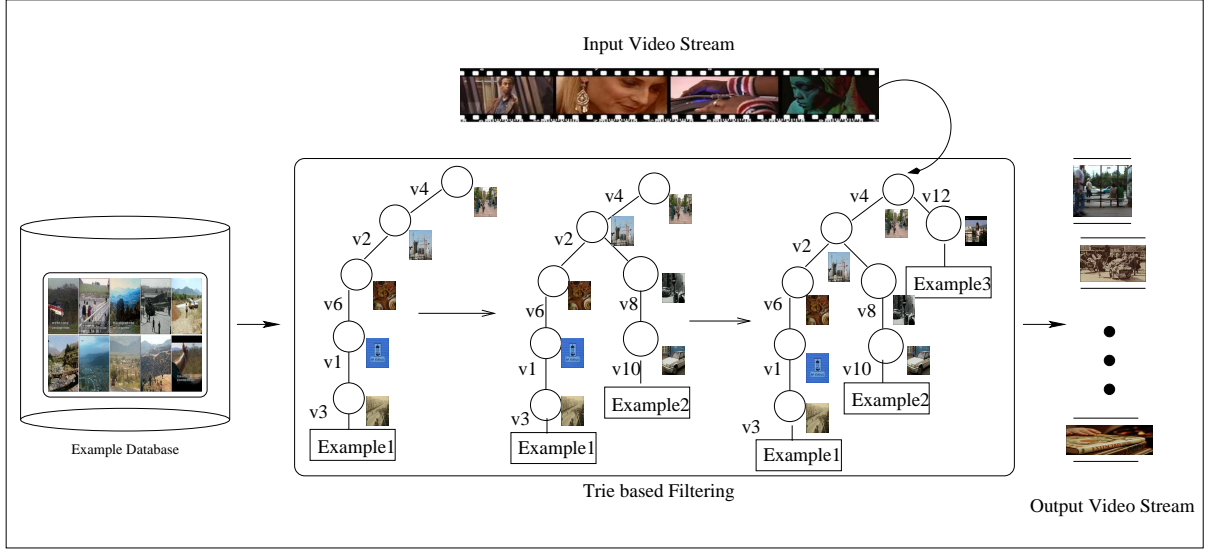 Input Video Stream
v4
v2
v6
v1
v3
Example1
v4
v2
v6
v8
v1
v10
v3
Example2
Example1
v4
v12
v2
Example3
v6
v8
v1
v10
Example2
v3
Example1
Example Database
Trie based Filtering
Output Video Stream